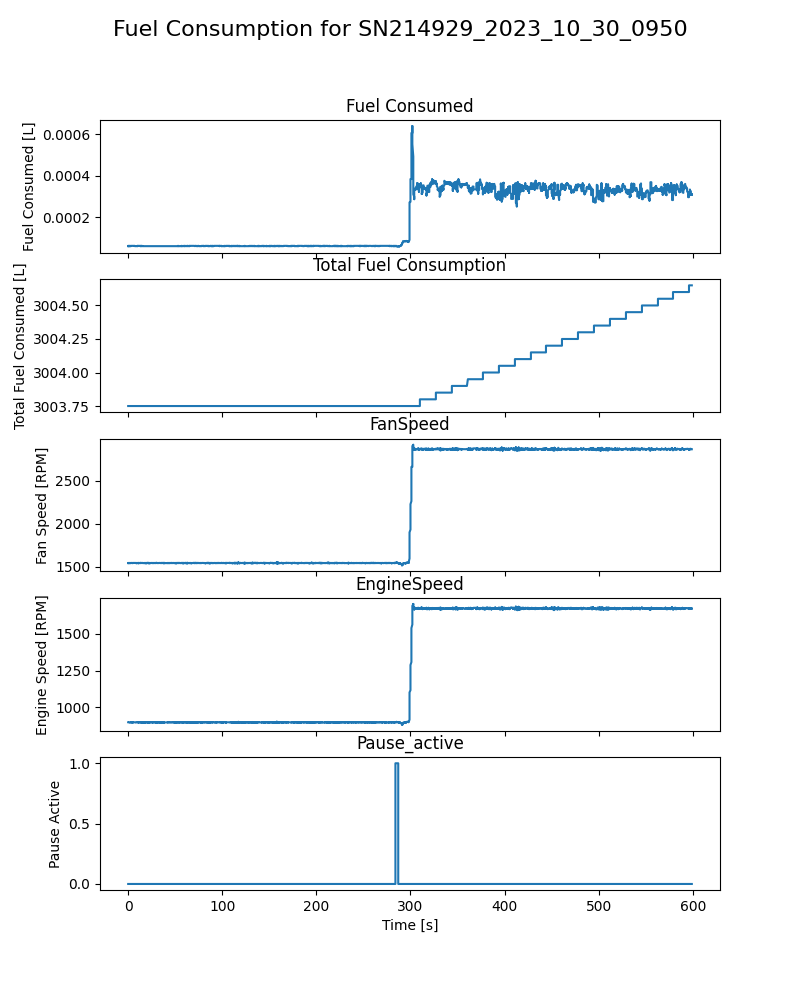 Fuel Consumption for SN214929_2023_10_30_0950
Fuel Consumed
Fuel Consumed [L]
0.0006
0.0004
0.0002
Total Fuel Consumption
Total Fuel Consumed [L]
3004.50
3004.25
3004.00
3003.75
FanSpeed
Fan Speed [RPM]
2500
2000
1500
EngineSpeed
Engine Speed [RPM]
1500
1250
1000
Pause_active
Pause Active
1.0
0.5
0.0
0 100 200 300 400 500 600
Time [s]